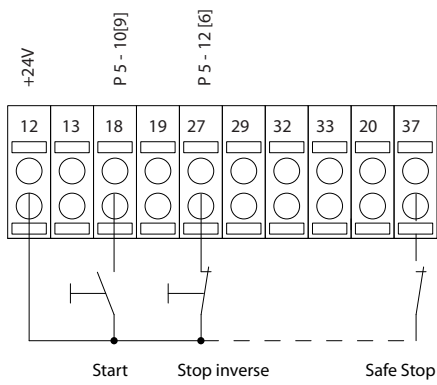 +24V
P 5 - 10[9]
P 5 - 12 [6]
12 13 18 19 27 29 32 33 20 37
Start Stop inverse Safe Stop